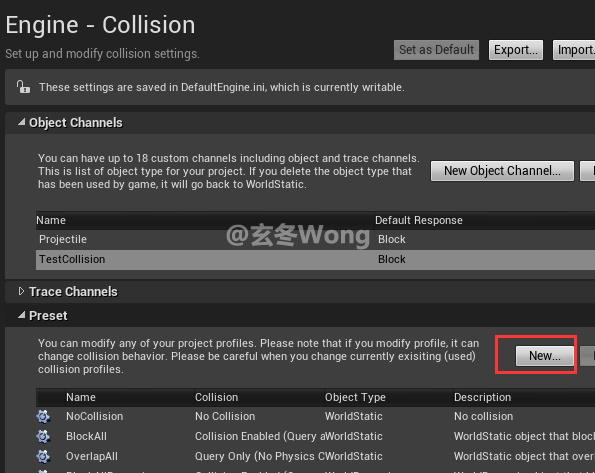 Engine - Collision
Set up and modify collision settings.
Set as Default
Export...
Import...
These settings are saved in DefaultEngine.ini, which is currently writable.
Object Channels
You can have up to 18 custom channels including object and trace channels.
This is list of object type for your project. If you delete the object type that
has been used by game, it will go back to WorldStatic.
New Object Channel...
Name Default Response
Projectile Block
@玄冬Wong
TestCollision Block
Trace Channels
Preset
You can modify any of your project profiles. Please note that if you modify profile, it can
change collision behavior. Please be careful when you change currently exisiting (used)
collision profiles.
New...
Name Collision Object Type Description
NoCollision No Collision WorldStatic No collision
BlockAll Collision Enabled (Query a WorldStatic WorldStatic object that bloc
OverlapAll Query Only (No Physics C WorldStatic WorldStatic object that over